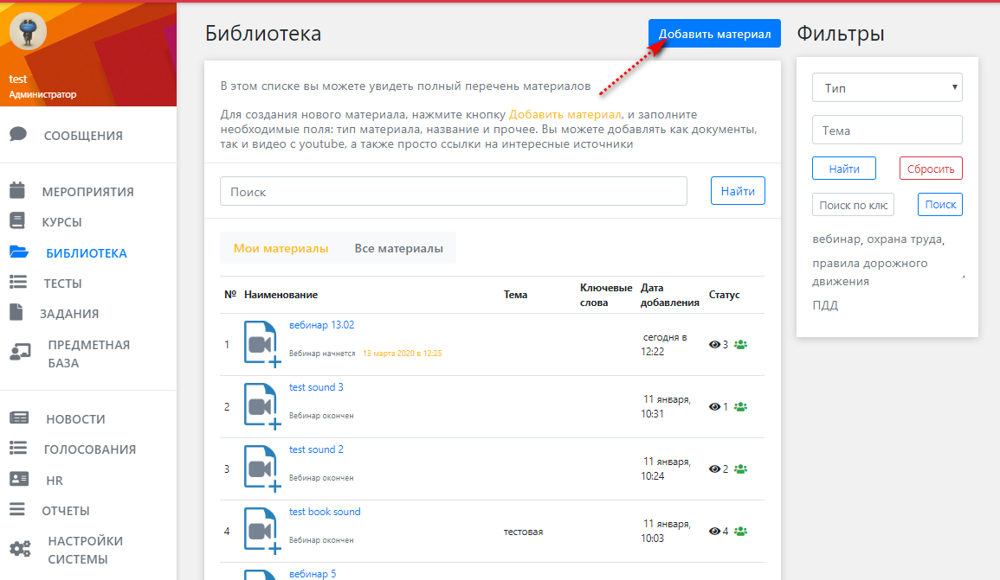 test
Администратор
СООБЩЕНИЯ
МЕРОПРИЯТИЯ
КУРСЫ
БИБЛИОТЕКА
ТЕСТЫ
ЗАДАНИЯ
ПРЕДМЕТНАЯ
БАЗА
НОВОСТИ
ГОЛОСОВАНИЯ
HR
ОТЧЕТЫ
НАСТРОЙКИ
СИСТЕМЫ
Библиотека
Добавить материал
В этом списке вы можете увидеть полный перечень материалов
Для создания нового материала, нажмите кнопку Добавить материал, и заполните
необходимые поля: тип материала, название и прочее. Вы можете добавлять как документы,
так и видео с youtube, а также просто ссылки на интересные источники
Поиск
Найти
Мои материалы Все материалы
№ Наименование Тема Ключевые слова Дата добавления Статус
1 вебинар 13.02 сегодня в 12:22 3
Вебинар начнется 13 марта 2020 в 12:25
2 test sound 3 11 января, 10:31 1
Вебинар окончен
3 test sound 2 11 января, 10:24 2
Вебинар окончен
4 test book sound тестовая 11 января, 10:03 4
Вебинар окончен
вебинар 5
Фильтры
Тип
Тема
Найти Сбросить
Поиск по клю Поиск
вебинар, охрана труда,
правила дорожного
движения ,
ПДД